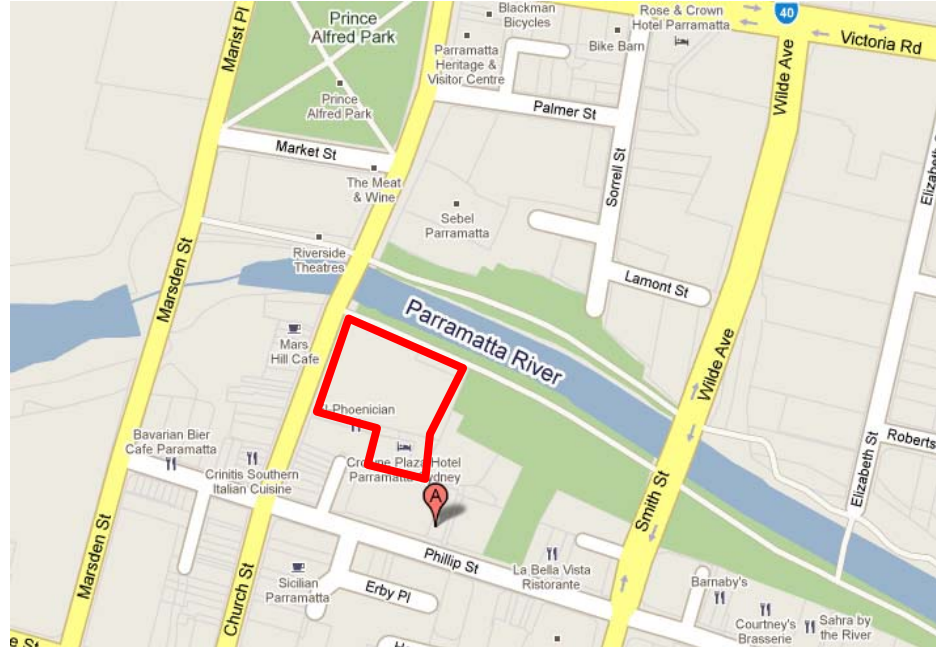 Marist Pl
Prince
Alfred Park
Prince
Alfred Park
Blackman
Bicycles
Parramatta
Heritage &
Visitor Centre
Bike Barn
Rose & Crown
Hotel Parramatta
40
Victoria Rd
Wilde Ave
Palmer St
Sorrell St
Elizabeth S
Market St
The Meat
& Wine
Sebel
Parramatta
Riverside
Theatres
Lamont St
Marsden St
Parramatta River
Mars
Hill Cafe
Wilde Ave
l-Phoenician
Bavarian Bier
Cafe Paramatta
Crinitis Southern
Italian Cuisine
Crowne Plaza Hotel
Parramatta Sydney
A
Roberts
Elizabeth St
Smith St
Marsden St
Church St
Phillip St
La Bella Vista
Ristorante
Sicilian
Parramatta
Erby Pl
Barnaby's
Courtney's
Brasserie
Sahra by
the River
e St